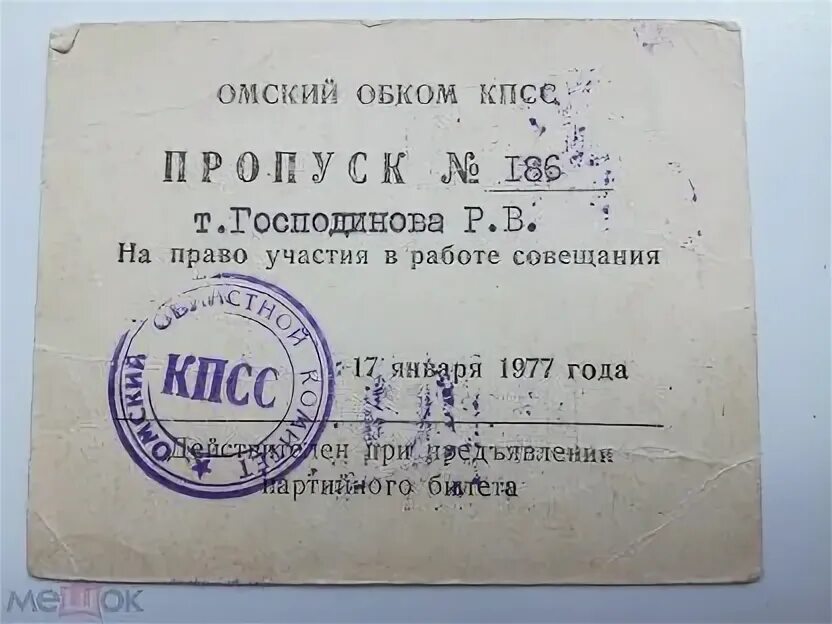 ОМСКИЙ ОБКОМ КПСС
ПРОПУСК № I86
т.Господинова Р.В.
На право участия в работе совещания
ОМСКИЙ ОБЛАСТНОЙ КОМИТЕТ
КПСС
17 января 1977 года
Действителен при предъявлении
партийного билета
мешок